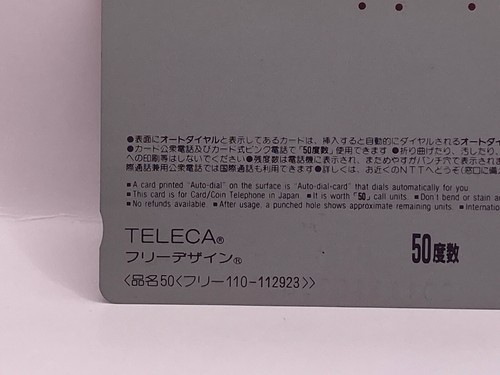 ●表面にオートダイヤルと表示してあるカードは、挿入すると自動的にダイヤルされるオートダイ
●カード公衆電話及びカード式ピンク電話で「50度数」使用できます ●折り曲げたり、うしたり、
への印刷等はしないでください ●残度数は電話機に表示され、まためやすがパンチ穴で表示されま
際通話兼用公衆電話では国際通話も利用できます ●詳しくは、お近くのNTTへどうぞ(窓口に備え
■ A card printed "Auto-dial" on the surface is "Auto-dial-card" that dials automatically for you
■ This card is for Card/Coin Telephone in Japan. ■ It is worth「50」call units. ■ Don't bend or stain a
■ No refunds available. ■ After usage, a punched hole shows approximate remaining units. ■ Internatio
TELECA®
フリーデザイン®
50度数
〈品名50〈フリー110-112923〉〉